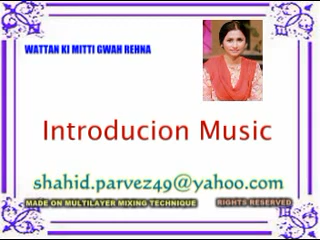 WATTAN KI MITTI GWAH REHNA
Introducion Music
shahid.parvez49@yahoo.com
MADE ON MULTILAYER MIXING TECHNIQUE RIGHTS RESERVED